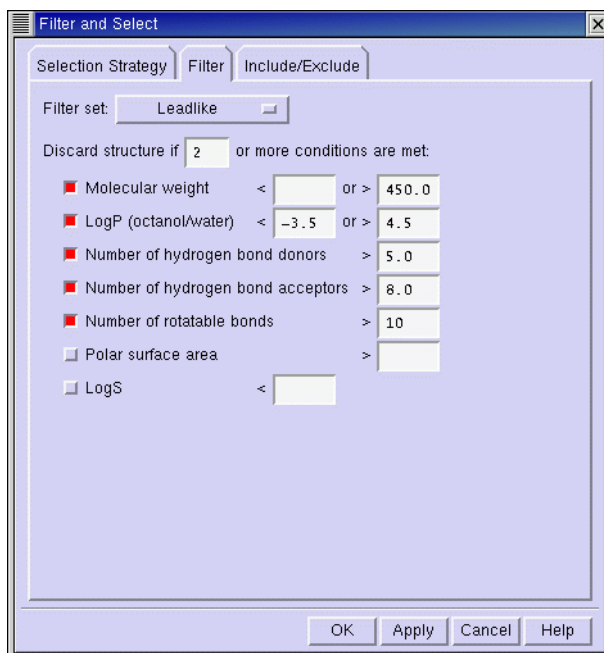 Filter and Select
Selection Strategy Filter Include/Exclude
Filter set: Leadlike
Discard structure if 2 or more conditions are met:
Molecular weight < or > 450.0
LogP (octanol/water) < -3.5 or > 4.5
Number of hydrogen bond donors > 5.0
Number of hydrogen bond acceptors > 8.0
Number of rotatable bonds > 10
Polar surface area >
LogS <
OK Apply Cancel Help